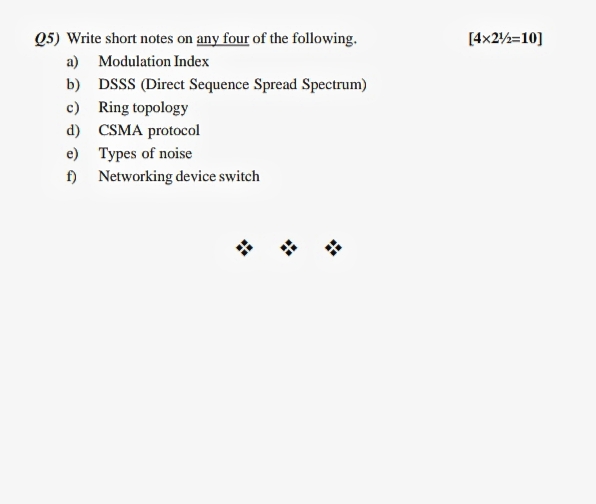 Q5) Write short notes on any four of the following. [4×2½=10]
a) Modulation Index
b) DSSS (Direct Sequence Spread Spectrum)
c) Ring topology
d) CSMA protocol
e) Types of noise
f) Networking device switch